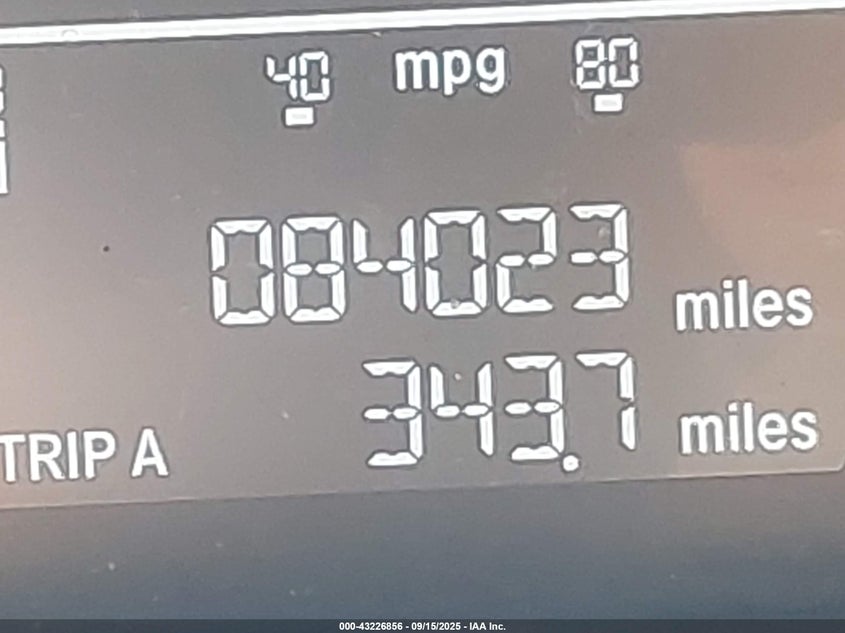 40 mpg 80
084023 miles
TRIP A 343.7 miles
000-43226856 - 09/15/2025 - IAA Inc.